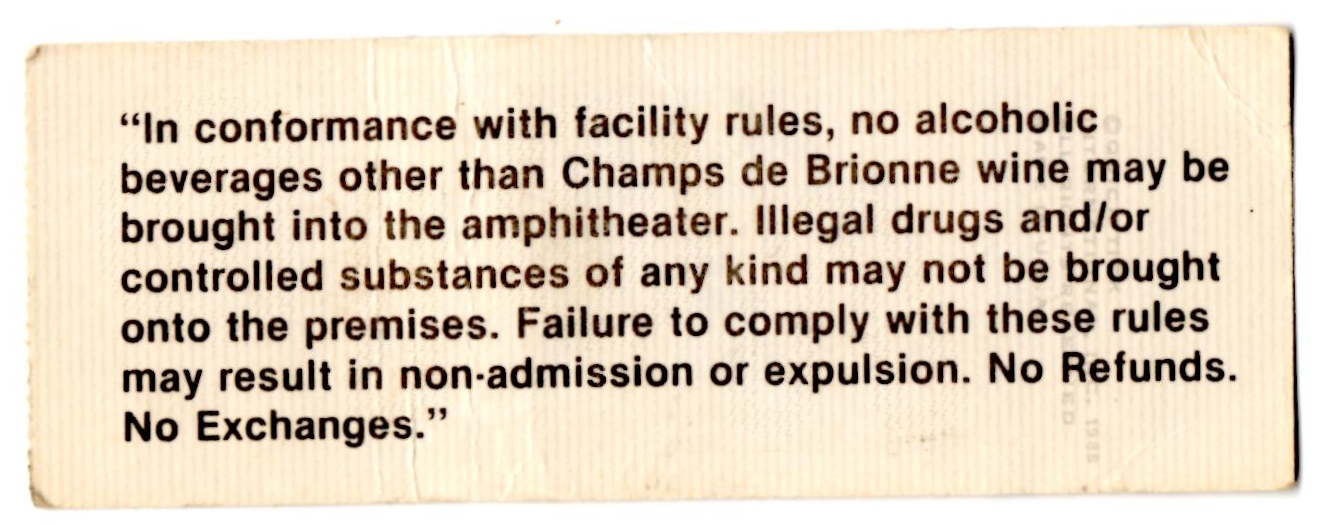 “In conformance with facility rules, no alcoholic
beverages other than Champs de Brionne wine may be
brought into the amphitheater. Illegal drugs and/or
controlled substances of any kind may not be brought
onto the premises. Failure to comply with these rules
may result in non-admission or expulsion. No Refunds.
No Exchanges.”